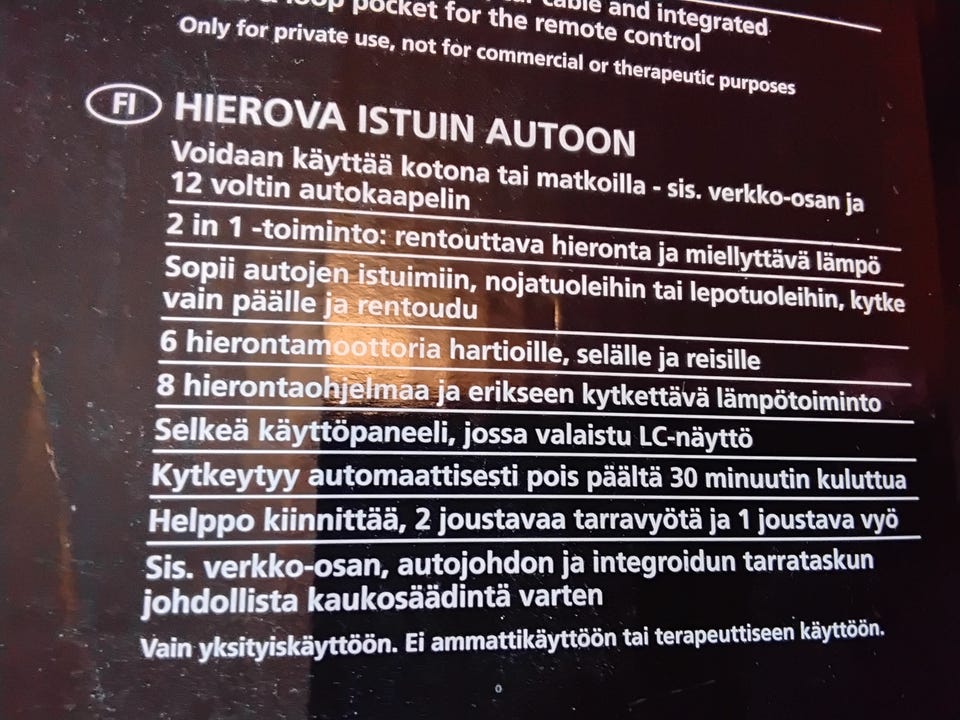 cable and integrated
loop pocket for the remote control
Only for private use, not for commercial or therapeutic purposes
FI HIEROVA ISTUIN AUTOON
Voidaan käyttää kotona tai matkoilla - sis. verkko-osan ja
12 voltin autokaapelin
2 in 1 -toiminto: rentouttava hieronta ja miellyttävä lämpö
Sopii autojen istuimiin, nojatuoleihin tai lepotuoleihin, kytke
vain päälle ja rentoudu
6 hierontamoottoria hartioille, selälle ja reisille
8 hierontaohjelmaa ja erikseen kytkettävä lämpötoiminto
Selkeä käyttöpaneeli, jossa valaistu LC-näyttö
Kytkeytyy automaattisesti pois päältä 30 minuutin kuluttua
Helppo kiinnittää, 2 joustavaa tarravyötä ja 1 joustava vyö
Sis. verkko-osan, autojohdon ja integroidun tarrataskun
johdollista kaukosäädintä varten
Vain yksityiskäyttöön. Ei ammattikäyttöön tai terapeuttiseen käyttöön.